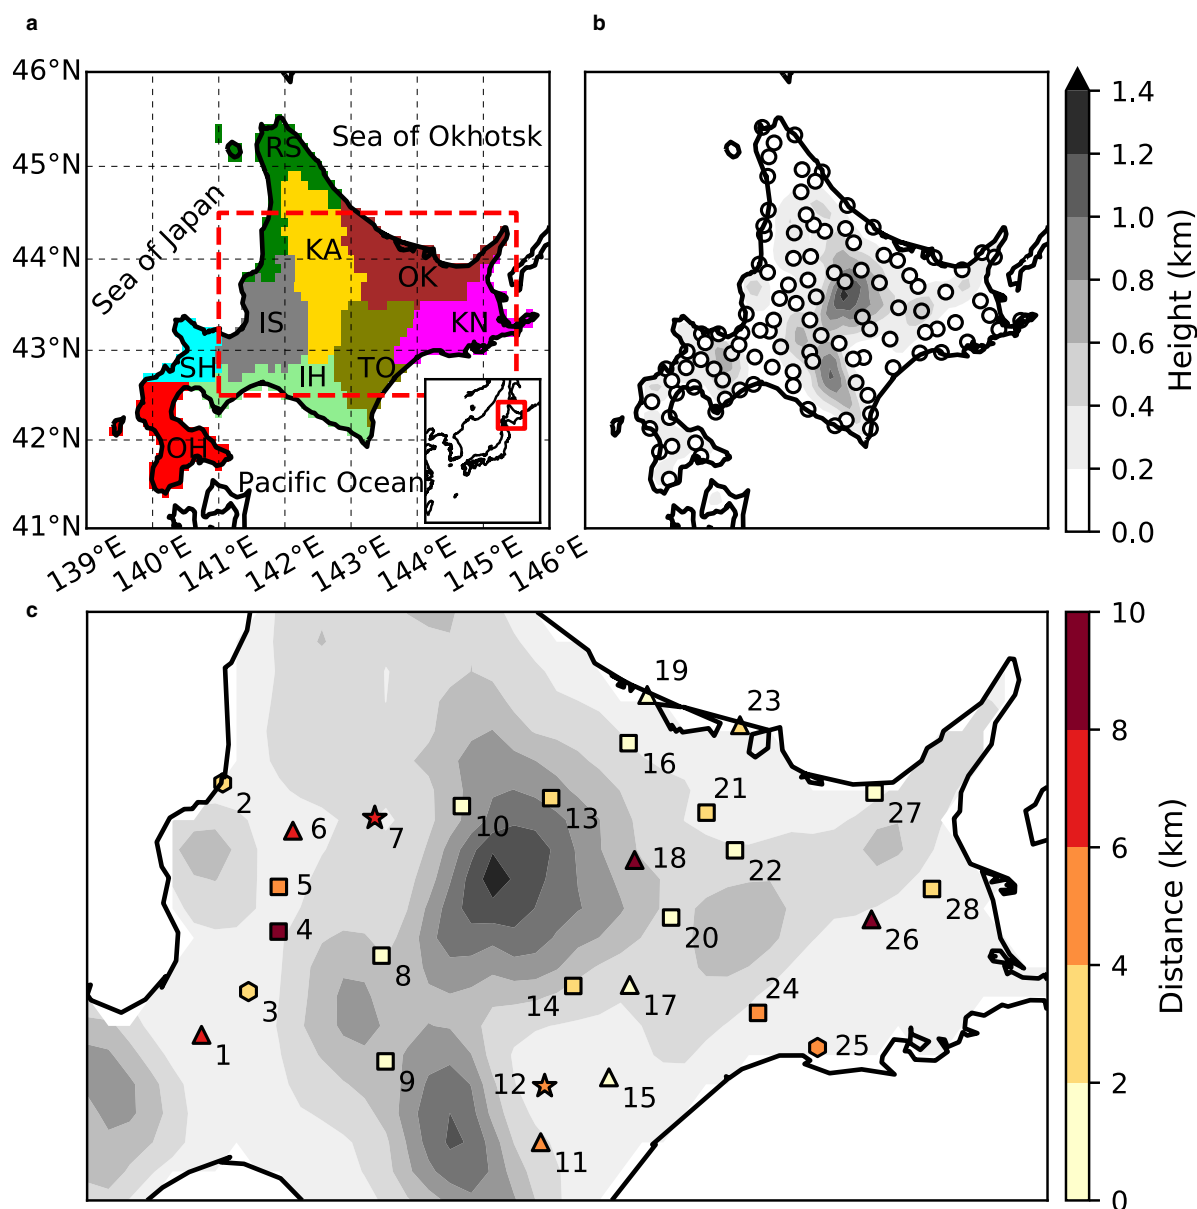 a
b
46°N
45°N
44°N
43°N
42°N
41°N
139°E
140°E
141°E
142°E
143°E
144°E
145°E
146°E
Sea of Okhotsk
Sea of Japan
Pacific Ocean
RS
KA
OK
IS
KN
SH
IH
TO
OH
1.4
1.2
1.0
0.8
0.6
0.4
0.2
0.0
Height (km)
c
19
23
16
2
6
7
10
13
21
27
5
18
22
4
20
26
28
8
3
14
17
24
1
9
12
15
25
11
10
8
6
4
2
0
Distance (km)